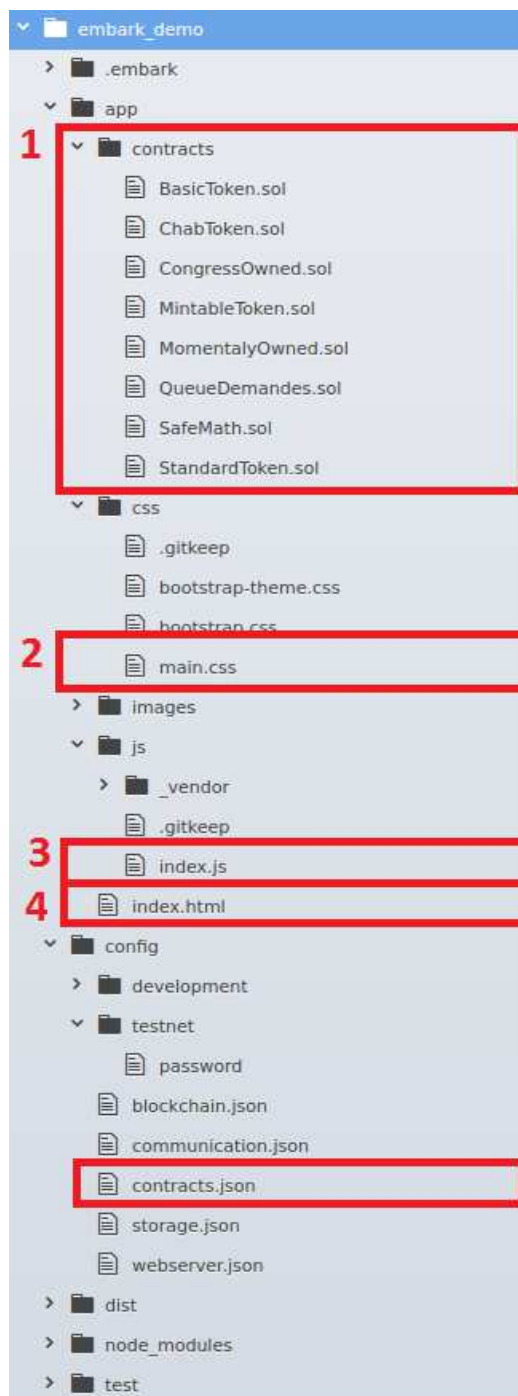 embark_demo
.embark
app
1
contracts
BasicToken.sol
ChabToken.sol
CongressOwned.sol
MintableToken.sol
MomentalyOwned.sol
QueueDemandes.sol
SafeMath.sol
StandardToken.sol
css
.gitkeep
bootstrap-theme.css
bootstrap.css
2
main.css
images
js
_vendor
.gitkeep
3
index.js
4
index.html
config
development
testnet
password
blockchain.json
communication.json
contracts.json
storage.json
webserver.json
dist
node_modules
test